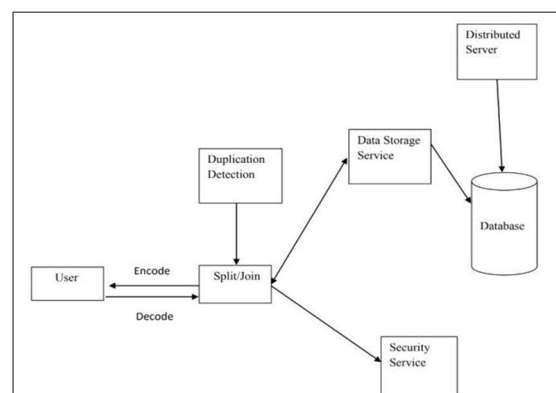 Distributed
Server
Data Storage
Service
Duplication
Detection
Database
Encode
User
Split/Join
Decode
Security
Service